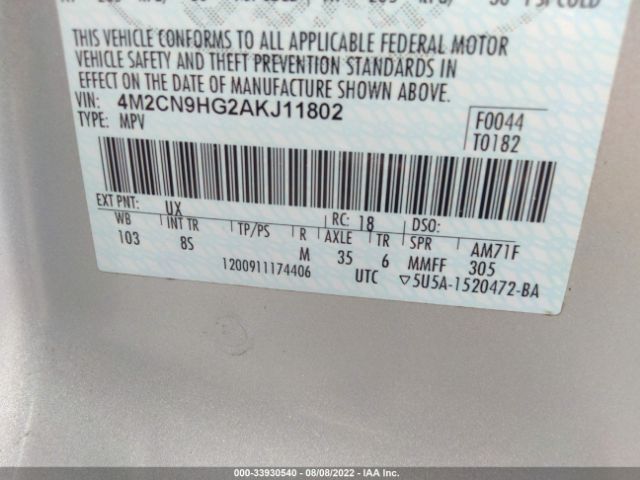 PSI COLD
THIS VEHICLE CONFORMS TO ALL APPLICABLE FEDERAL MOTOR
VEHICLE SAFETY AND THEFT PREVENTION STANDARDS IN
EFFECT ON THE DATE OF MANUFACTURE SHOWN ABOVE.
VIN: 4M2CN9HG2AKJ11802
TYPE: MPV
F0044
T0182
EXT PNT: UX RC: 18 DSO:
WB INT TR TP/PS R AXLE TR SPR AM71F
103 8S M 35 6 MMFF 305
1200911174406 UTC ▽5U5A-1520472-BA
000-33930540 - 08/08/2022 - IAA Inc.